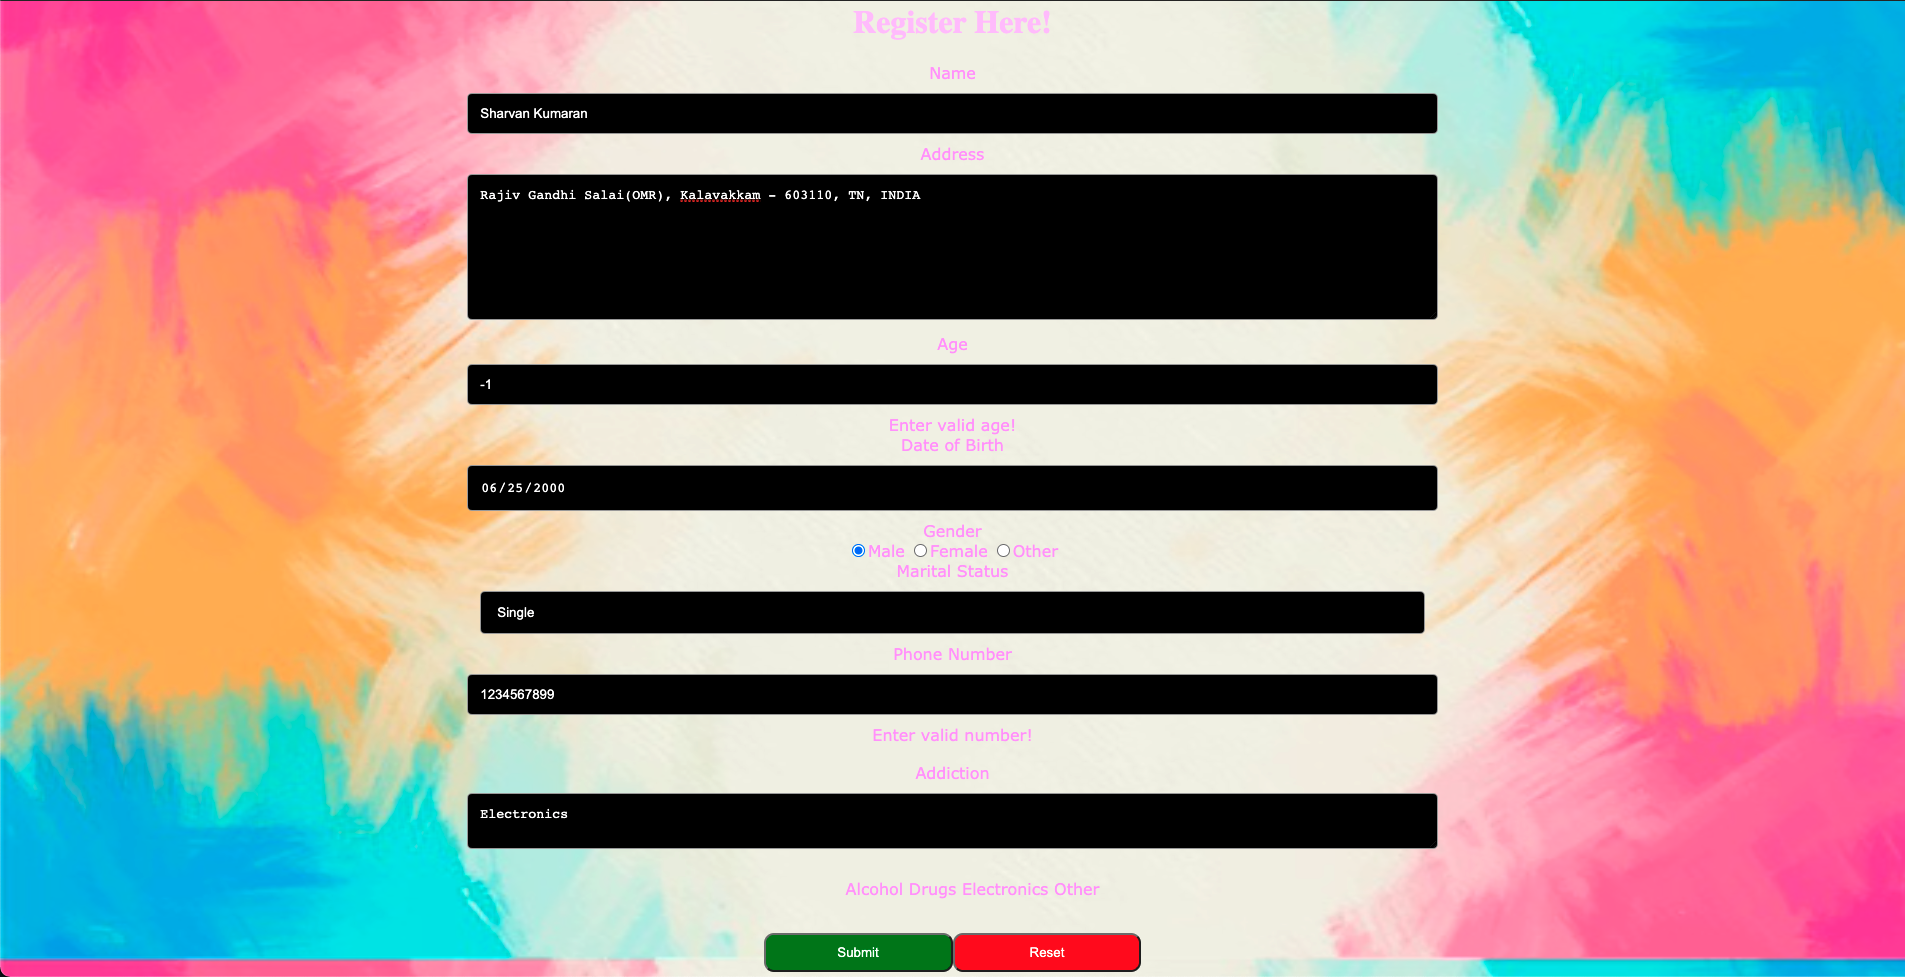 Register Here!
Name
Sharvan Kumaran
Address
Rajiv Gandhi Salai(OMR), Kalavakkam - 603110, TN, INDIA
Age
-1
Enter valid age!
Date of Birth
06/25/2000
Gender
Male Female Other
Marital Status
Single
Phone Number
1234567899
Enter valid number!
Addiction
Electronics
Alcohol Drugs Electronics Other
Submit Reset